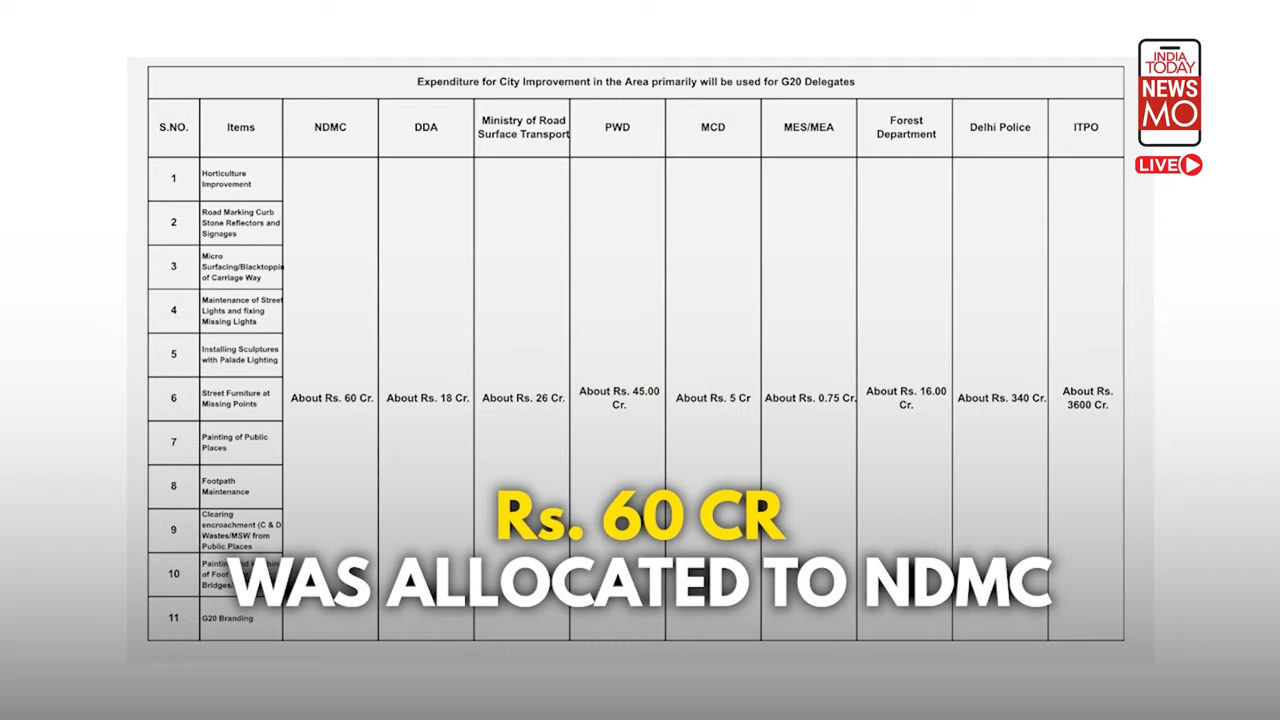 INDIA
TODAY
NEWS
MO
LIVE
Expenditure for City Improvement in the Area primarily will be used for G20 Delegates
S.NO. Items NDMC DDA Ministry of Road Surface Transport PWD MCD MES/MEA Forest Department Delhi Police ITPO
1 Horticulture
Improvement
2 Road Marking Curb
Stone Reflectors and
Signages
3 Micro
Surfacing/Blacktoppin
of Carriage Way
4 Maintenance of Street
Lights and fixing
Missing Lights
5 Installing Sculptures
with Palade Lighting
6 Street Furniture at
Missing Points
About Rs. 60 Cr. About Rs. 18 Cr. About Rs. 26 Cr. About Rs. 45.00 Cr. About Rs. 5 Cr About Rs. 0.75 Cr. About Rs. 16.00 Cr. About Rs. 340 Cr. About Rs. 3600 Cr.
7 Painting of Public
Places
8 Footpath
Maintenance
9 Clearing
encroachment (C & D
Wastes/MSW from
Public Places
10
of Foot
Bridges
11 G20 Branding
Rs. 60 CR
WAS ALLOCATED TO NDMC